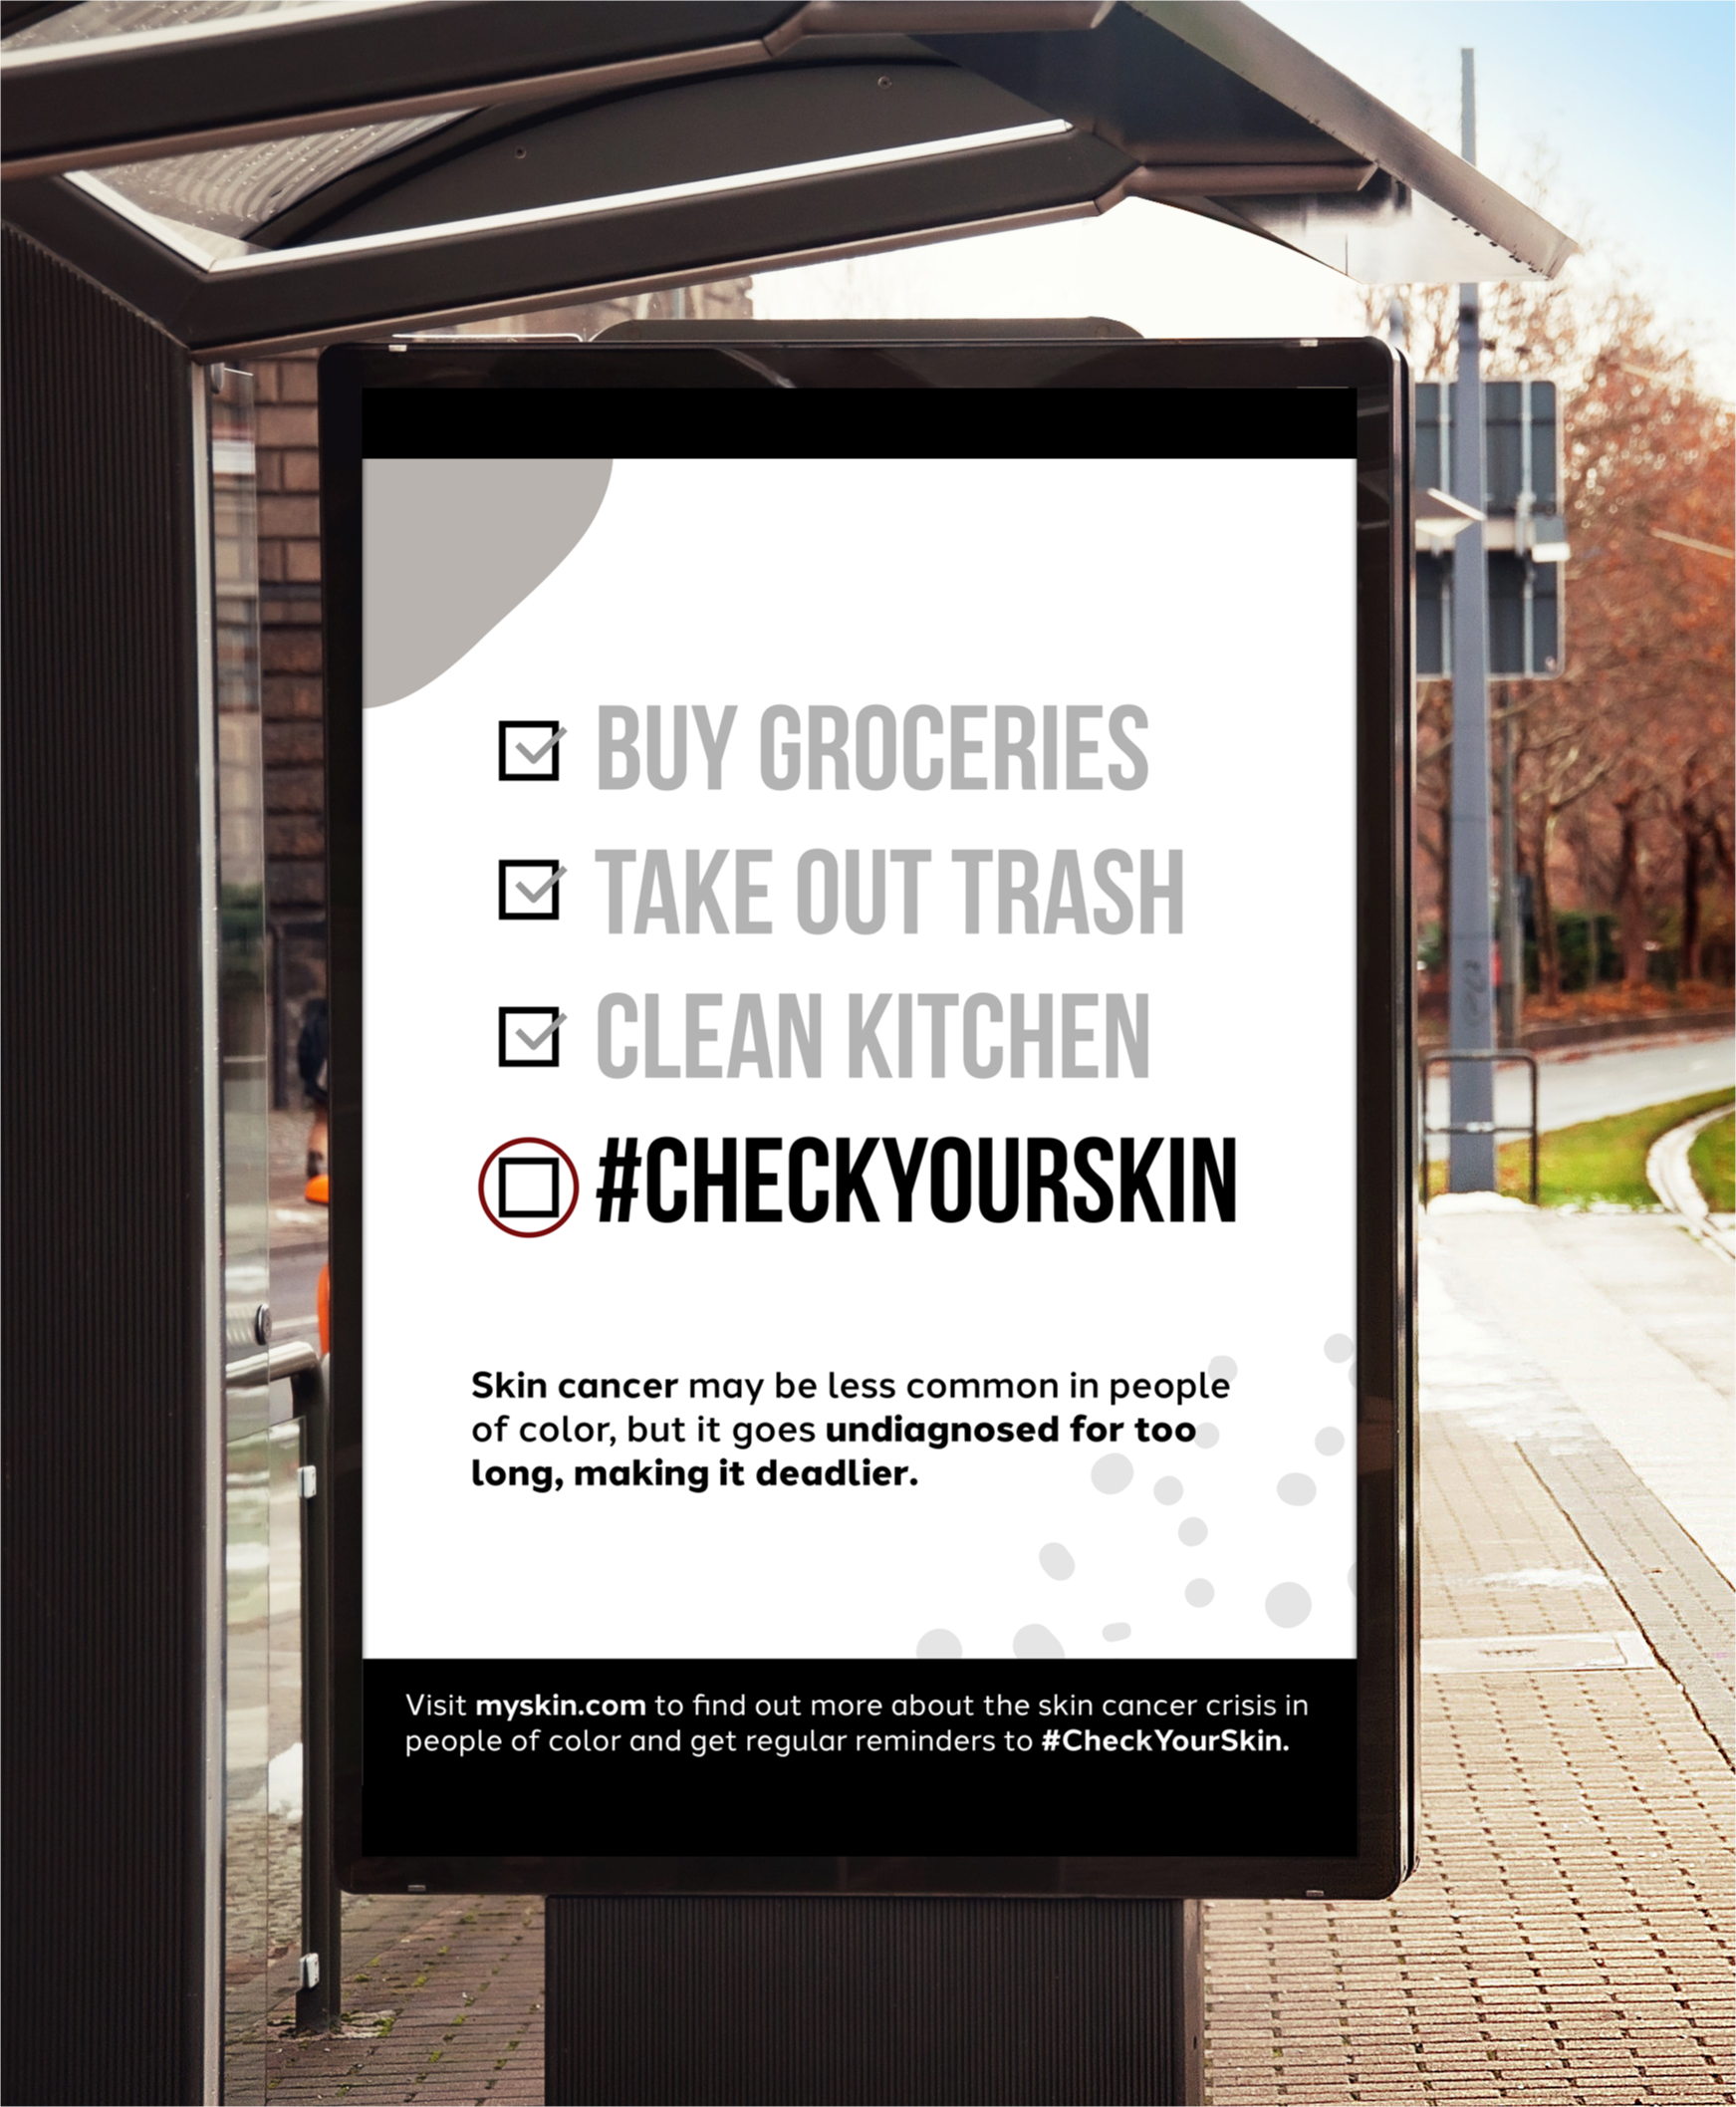 BUY GROCERIES
TAKE OUT TRASH
CLEAN KITCHEN
#CHECKYOURSKIN
Skin cancer may be less common in people
of color, but it goes undiagnosed for too
long, making it deadlier.
Visit myskin.com to find out more about the skin cancer crisis in
people of color and get regular reminders to #CheckYourSkin.